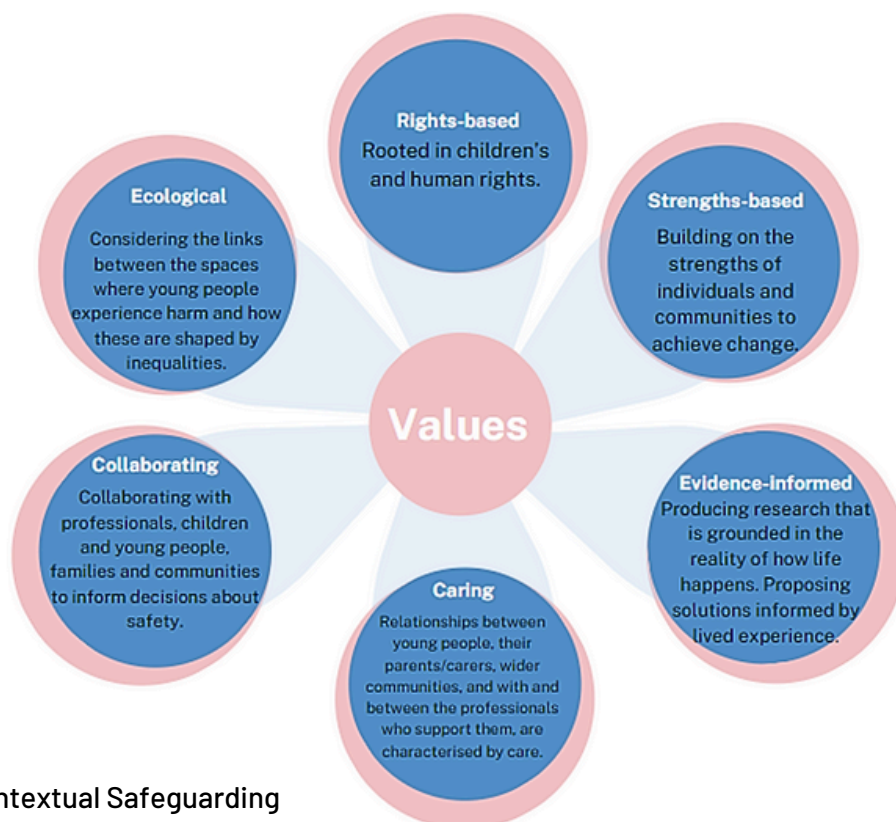 Rights-based
Rooted in children's
and human rights.
Ecological
Considering the links
between the spaces
where young people
experience harm and how
these are shaped by
inequalities.
Strengths-based
Building on the
strengths of
individuals and
communities to
achieve change.
Values
Collaborating
Collaborating with
professionals, children
and young people,
families and communities
to inform decisions about
safety.
Evidence-informed
Producing research that
is grounded in the
reality of how life
happens. Proposing
solutions informed by
lived experience.
Caring
Relationships between
young people, their
parents/carers, wider
communities, and with and
between the professionals
who support them, are
characterised by care.
ntextual Safeguarding